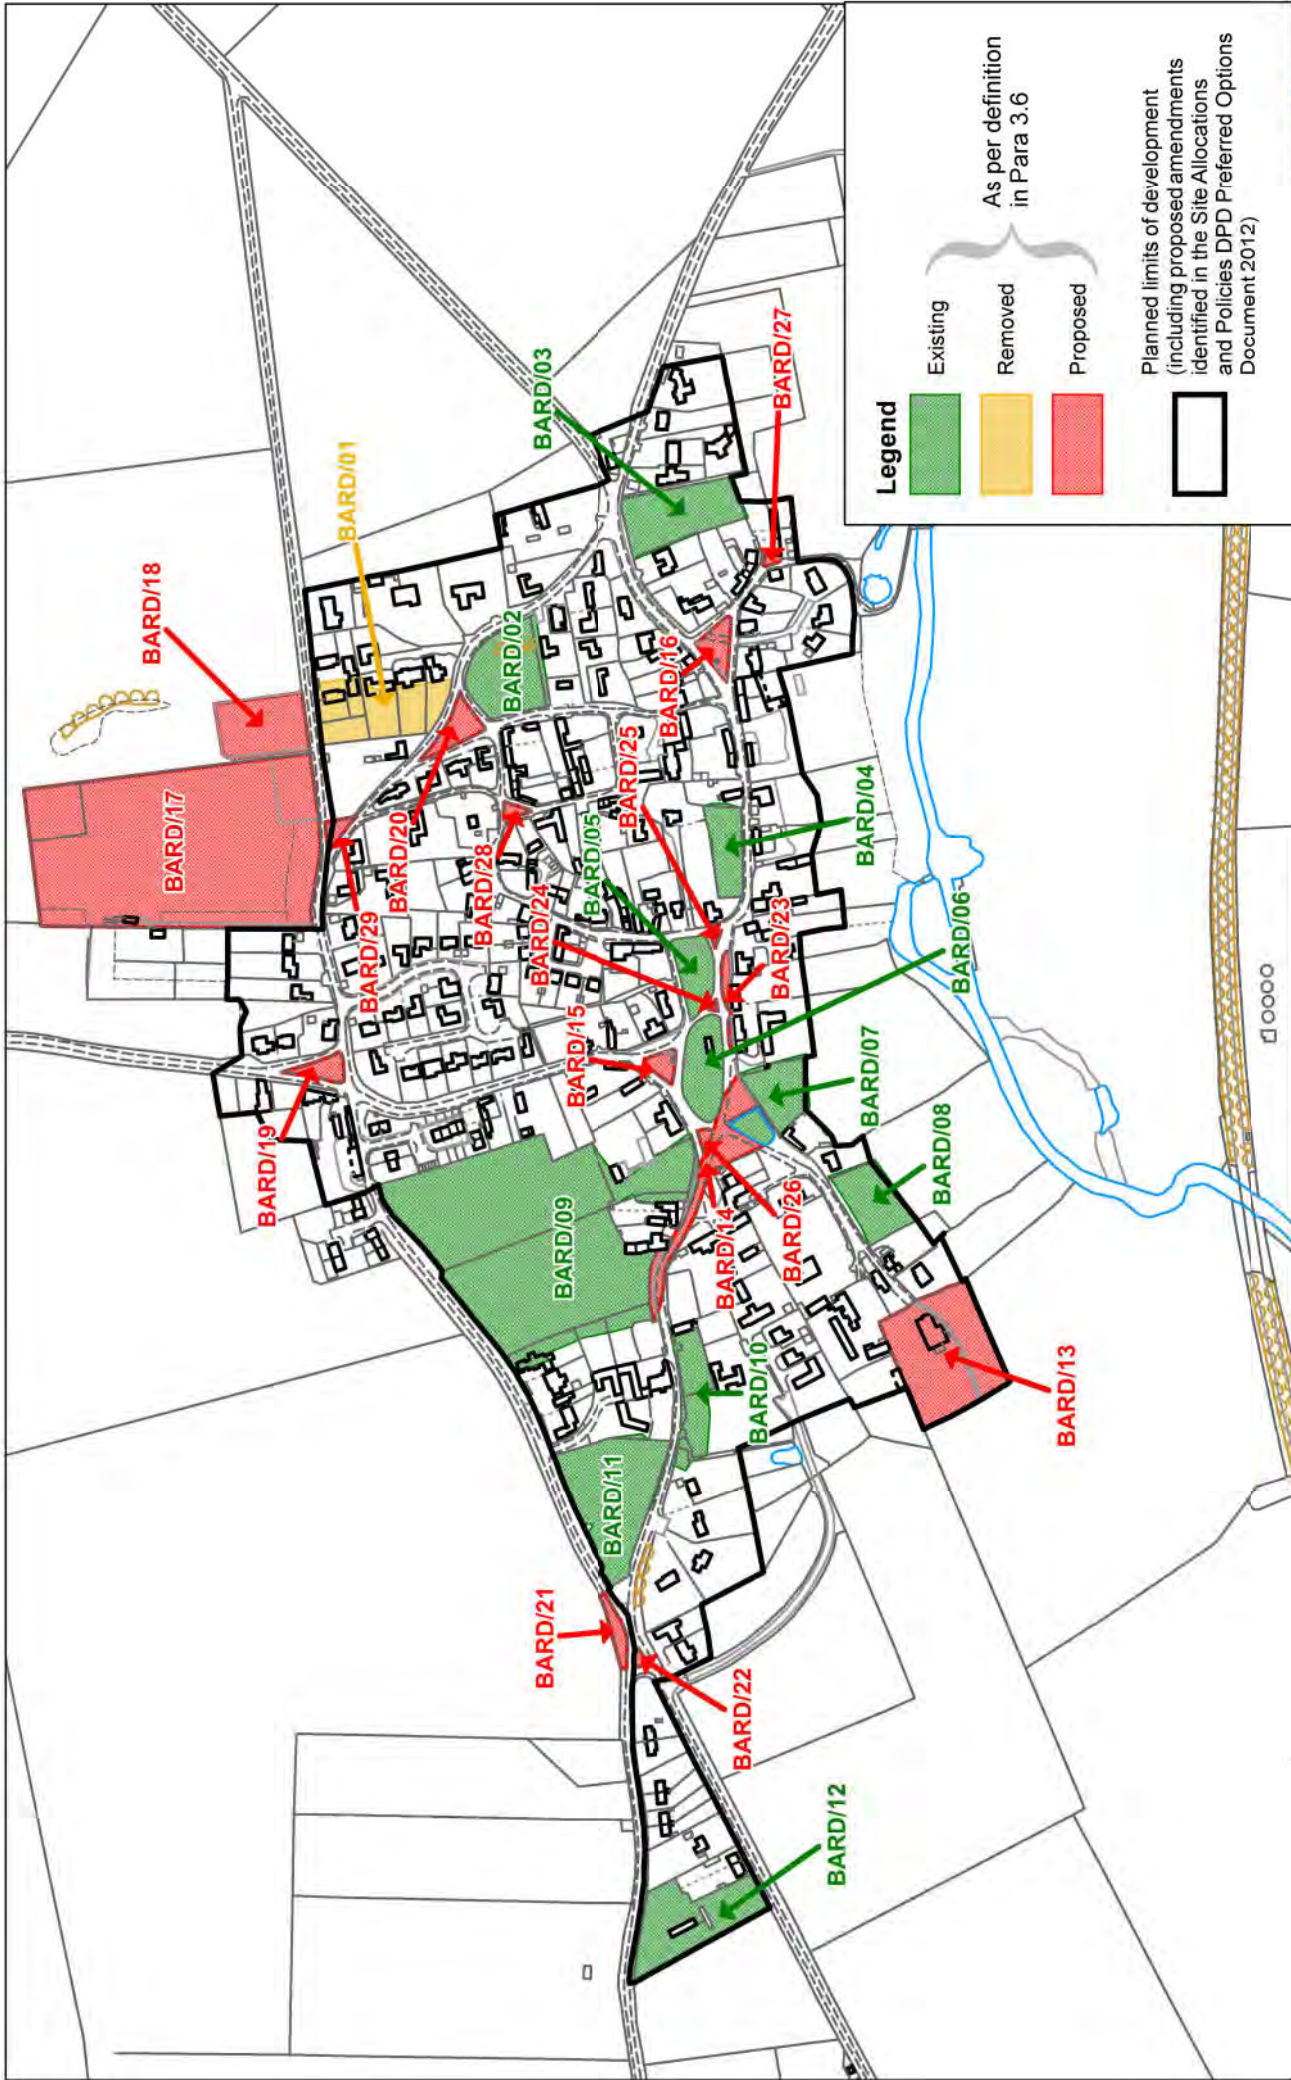 BARD/12
BARD/22
BARD/21
BARD/11
BARD/10
BARD/13
BARD/09
BARD/14
BARD/26
BARD/08
BARD/07
BARD/19
BARD/15
BARD/06
BARD/23
BARD/24
BARD/05
BARD/29
BARD/28
BARD/20
BARD/17
BARD/25
BARD/04
BARD/16
BARD/18
BARD/02
BARD/01
BARD/03
BARD/27
Legend
Existing
Removed
Proposed
As per definition
in Para 3.6
Planned limits of development
(including proposed amendments
identified in the Site Allocations
and Policies DPD Preferred Options
Document 2012)